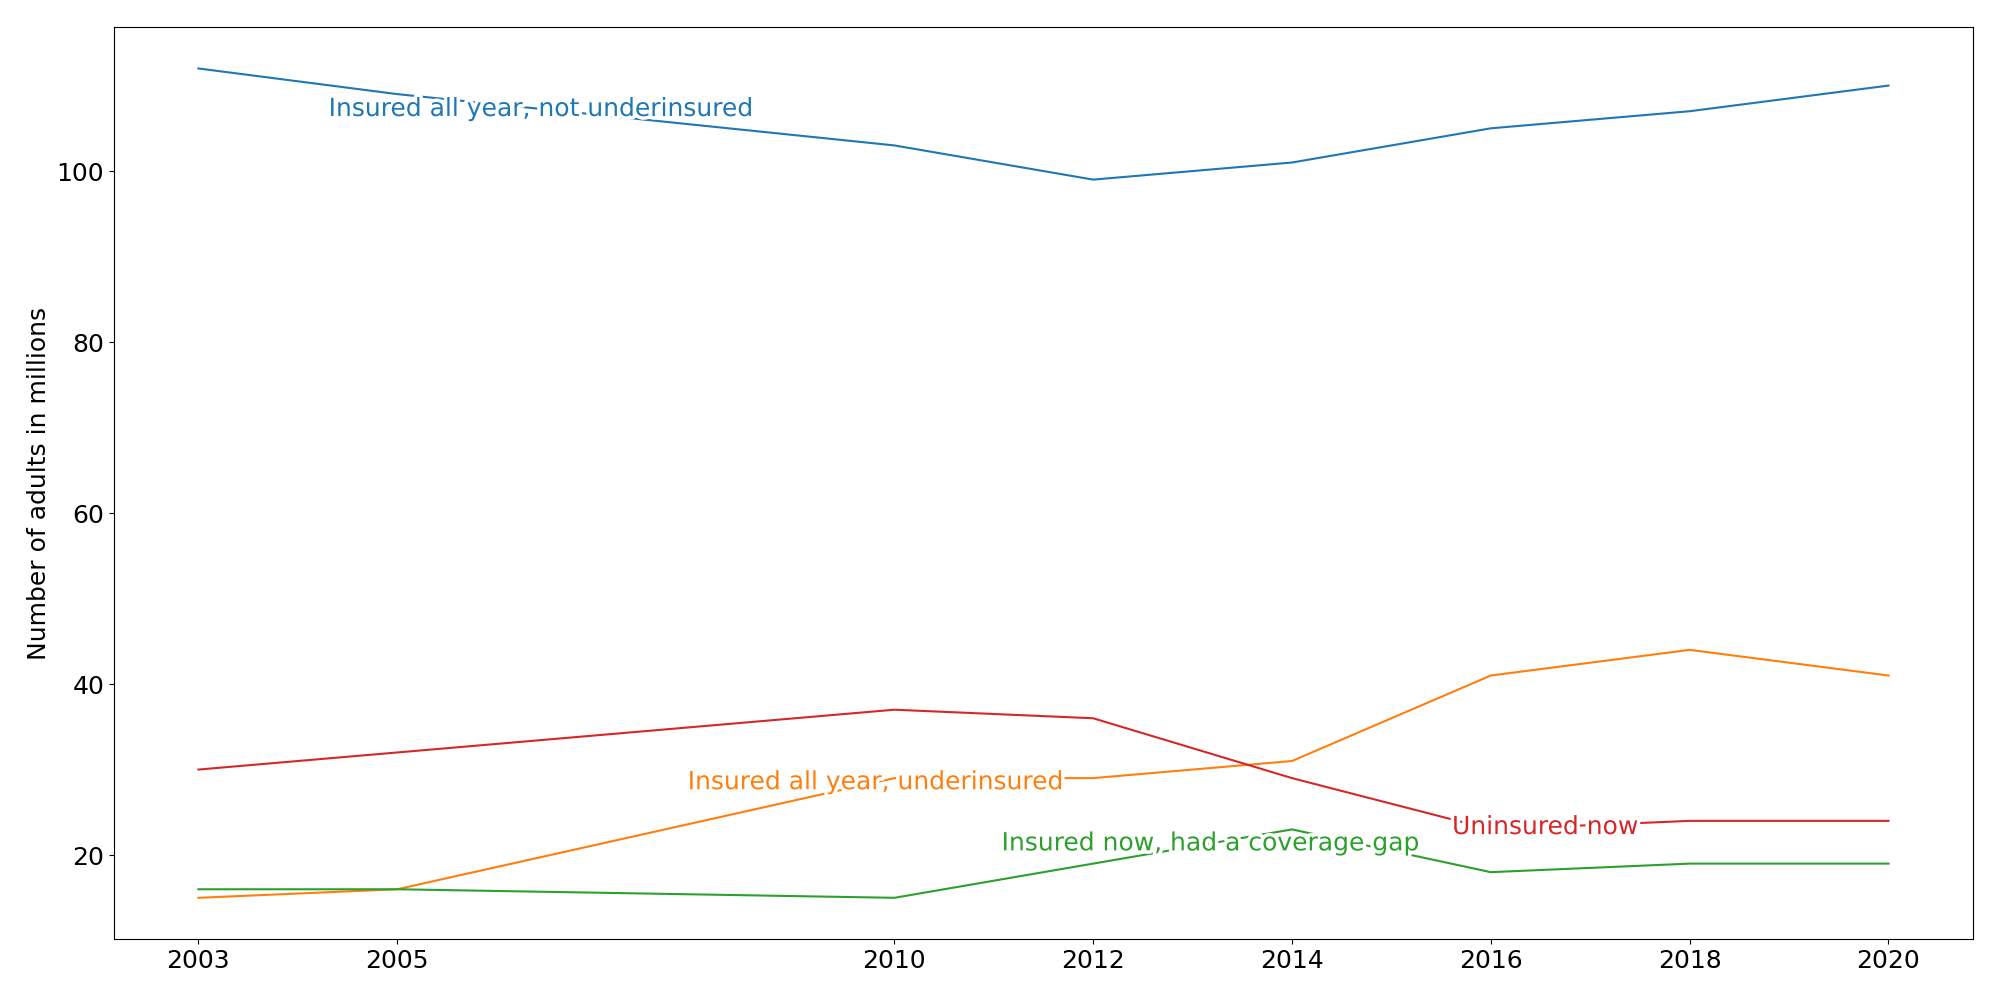 Insured all year, not underinsured
100
80
60
40
20
Number of adults in millions
Insured all year, underinsured
Uninsured now
Insured now, had a coverage gap
2003 2005 2010 2012 2014 2016 2018 2020